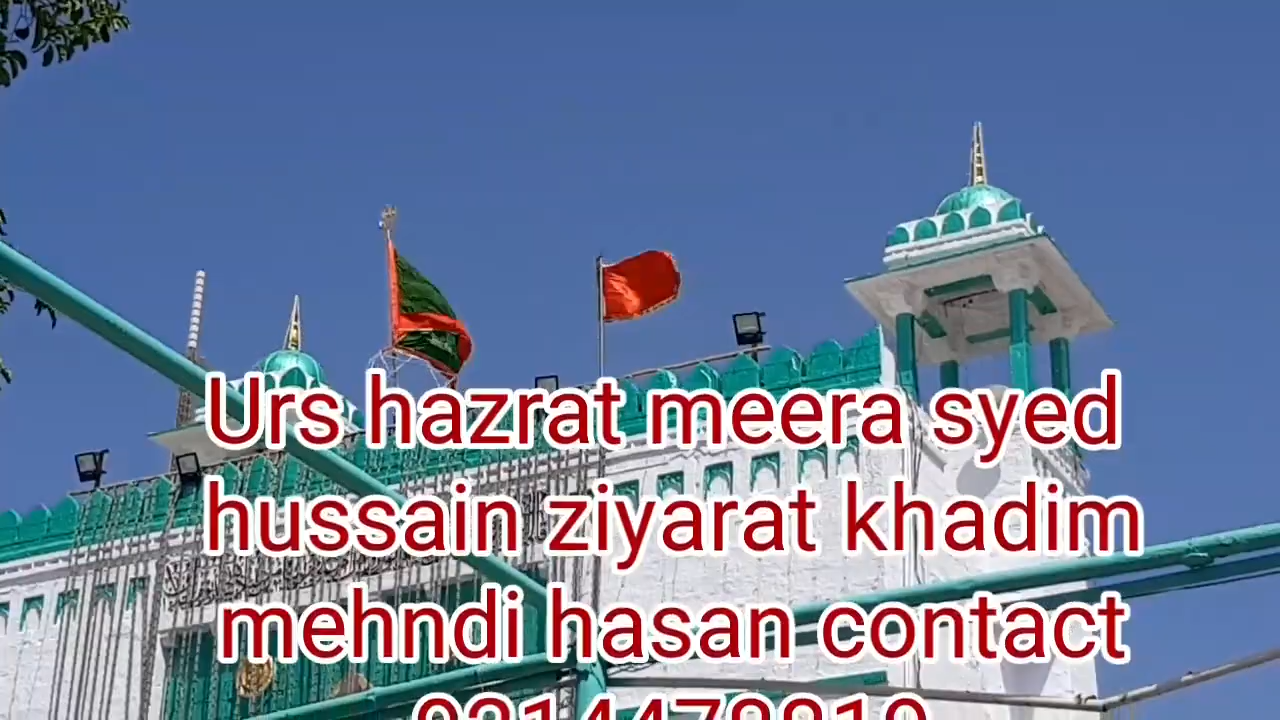 Urs hazrat meera syed
hussain ziyarat khadim
mehndi hasan contact